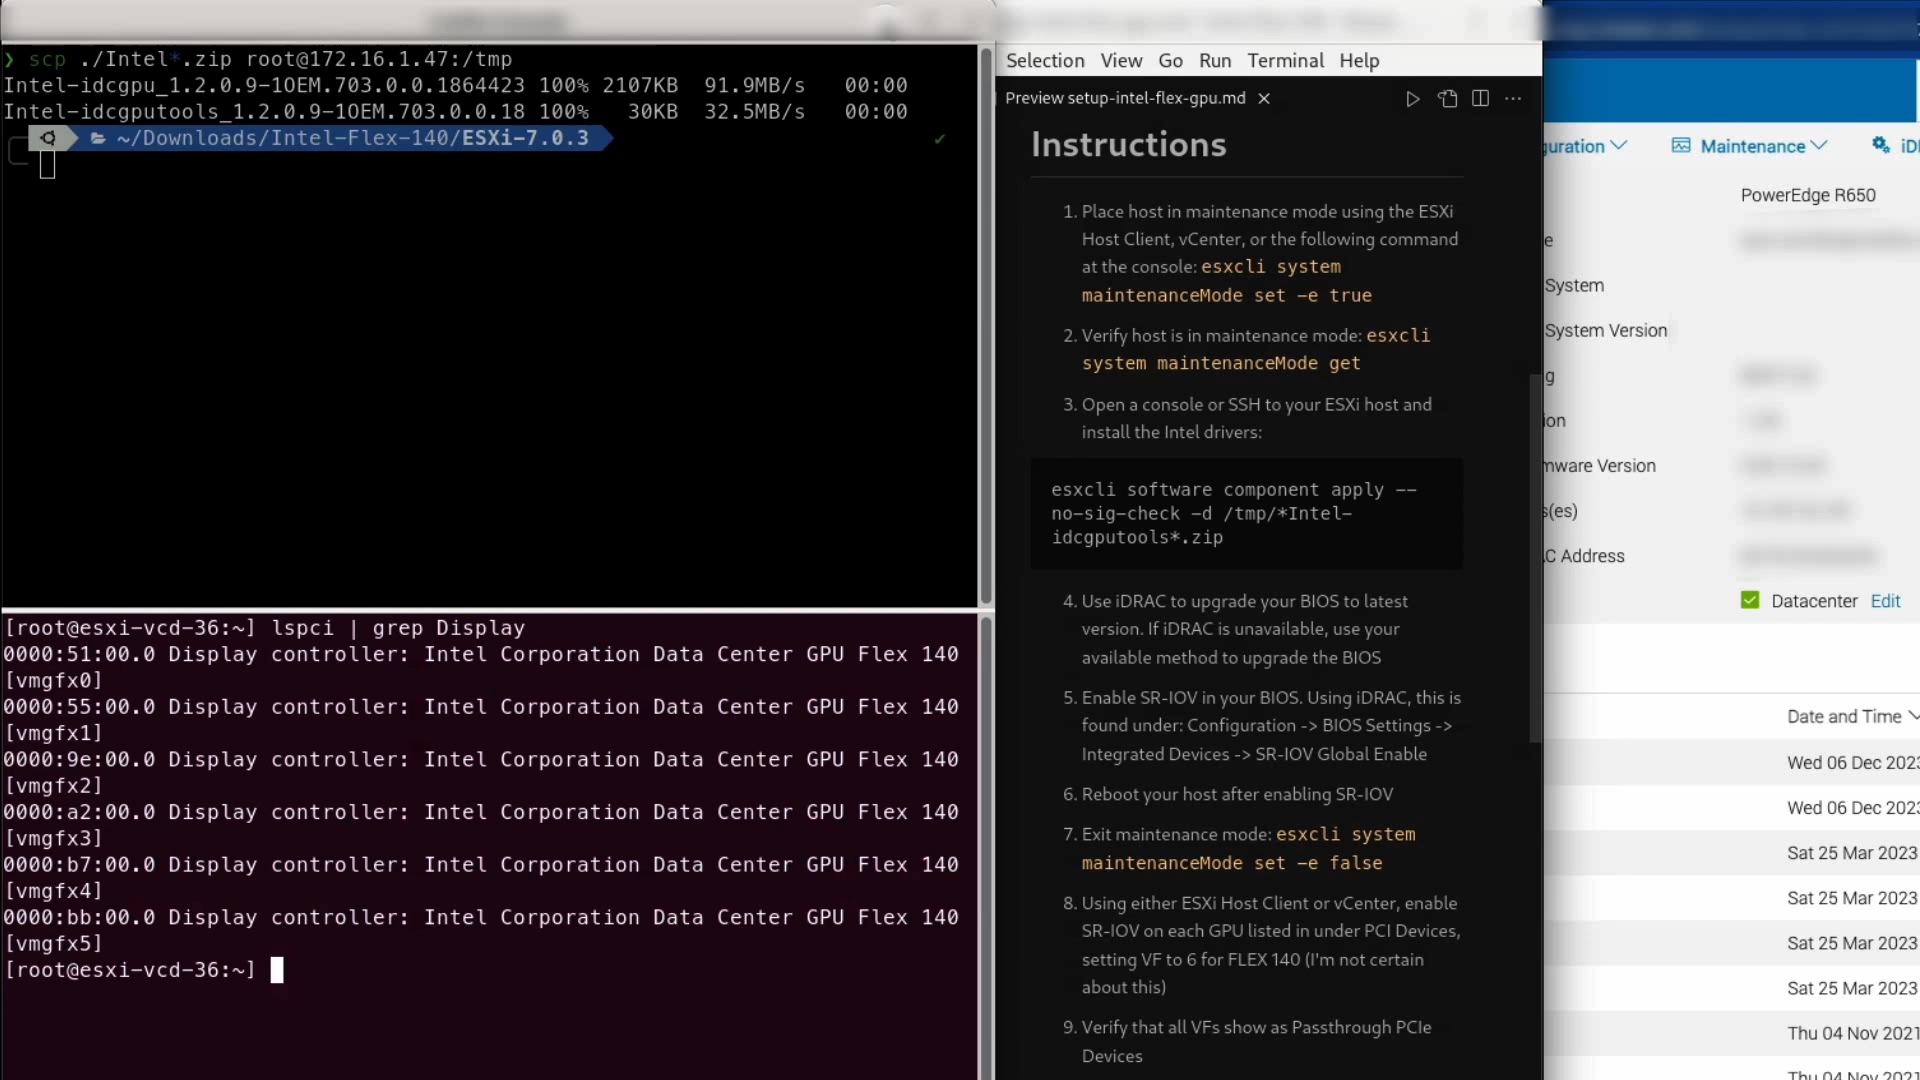 ❯ scp ./Intel*.zip root@172.16.1.47:/tmp
Intel-idcgpu_1.2.0.9-1OEM.703.0.0.1864423 100% 2107KB 91.9MB/s 00:00
Intel-idcgputools_1.2.0.9-1OEM.703.0.0.18 100% 30KB 32.5MB/s 00:00
~/Downloads/Intel-Flex-140/ESXi-7.0.3 ✓
[root@esxi-vcd-36:~] lspci | grep Display
0000:51:00.0 Display controller: Intel Corporation Data Center GPU Flex 140
[vmgfx0]
0000:55:00.0 Display controller: Intel Corporation Data Center GPU Flex 140
[vmgfx1]
0000:9e:00.0 Display controller: Intel Corporation Data Center GPU Flex 140
[vmgfx2]
0000:a2:00.0 Display controller: Intel Corporation Data Center GPU Flex 140
[vmgfx3]
0000:b7:00.0 Display controller: Intel Corporation Data Center GPU Flex 140
[vmgfx4]
0000:bb:00.0 Display controller: Intel Corporation Data Center GPU Flex 140
[vmgfx5]
[root@esxi-vcd-36:~]
Selection View Go Run Terminal Help
Preview setup-intel-flex-gpu.md
Instructions
1. Place host in maintenance mode using the ESXi
Host Client, vCenter, or the following command
at the console: esxcli system
maintenanceMode set -e true
2. Verify host is in maintenance mode: esxcli
system maintenanceMode get
3. Open a console or SSH to your ESXi host and
install the Intel drivers:
esxcli software component apply --
no-sig-check -d /tmp/*Intel-
idcgputools*.zip
4. Use iDRAC to upgrade your BIOS to latest
version. If iDRAC is unavailable, use your
available method to upgrade the BIOS
5. Enable SR-IOV in your BIOS. Using iDRAC, this is
found under: Configuration -> BIOS Settings ->
Integrated Devices -> SR-IOV Global Enable
6. Reboot your host after enabling SR-IOV
7. Exit maintenance mode: esxcli system
maintenanceMode set -e false
8. Using either ESXi Host Client or vCenter, enable
SR-IOV on each GPU listed in under PCI Devices,
setting VF to 6 for FLEX 140 (I'm not certain
about this)
9. Verify that all VFs show as Passthrough PCIe
Devices
guration Maintenance iD
PowerEdge R650
e
System
System Version
g
ion
mware Version
s(es)
C Address
Datacenter Edit
Date and Time
Wed 06 Dec 2023
Wed 06 Dec 2023
Sat 25 Mar 2023
Sat 25 Mar 2023
Sat 25 Mar 2023
Sat 25 Mar 2023
Thu 04 Nov 2021
Thu 04 Nov 2021